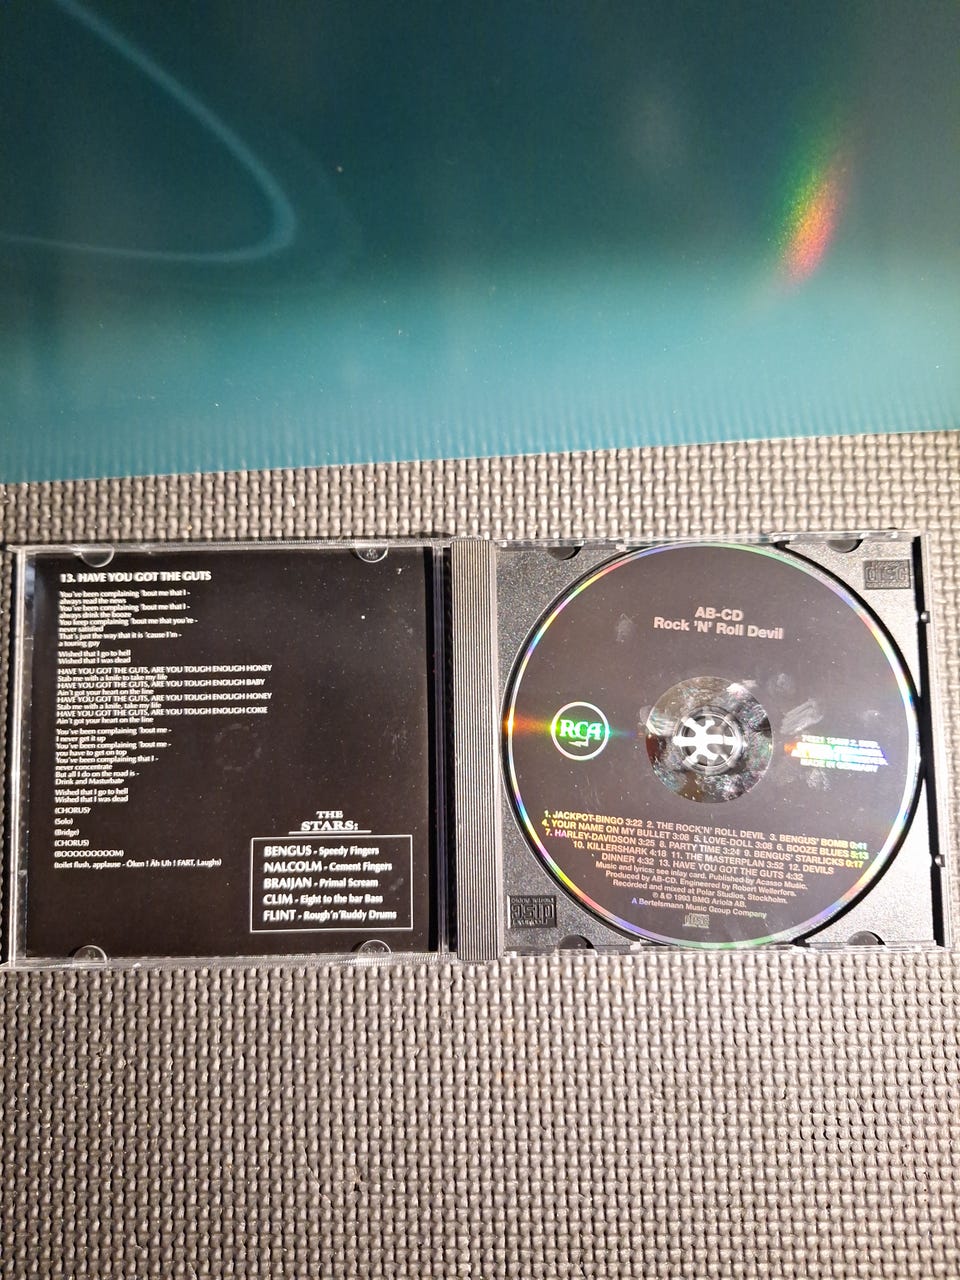 13. HAVE YOU GOT THE GUTS
You've been complaining 'bout me that I -
always read the news
You've been complaining 'bout me that I -
always drink the booze
You keep complaining 'bout me that you're -
never satisfied
That's just the way that it is 'cause I'm -
a touring guy
Wished that I go to hell
Wished that I was dead
HAVE YOU GOT THE GUTS, ARE YOU TOUGH ENOUGH HONEY
Stab me with a knife to take my life
HAVE YOU GOT THE GUTS, ARE YOU TOUGH ENOUGH BABY
Ain't got your heart on the line
HAVE YOU GOT THE GUTS, ARE YOU TOUGH ENOUGH HONEY
Stab me with a knife, take my life
HAVE YOU GOT THE GUTS, ARE YOU TOUGH ENOUGH COKIE
Ain't got your heart on the line
You've been complaining 'bout me -
I never get it up
You've been complaining 'bout me -
you have to get on top
You've been complaining that I -
never concentrate
But all I do on the road is -
Drink and Masturbate
Wished that I go to hell
Wished that I was dead
(CHORUS)
(Solo)
(Bridge)
(CHORUS)
(BOOOOOOOOOM)
(toilet flush, applause - Öken ! Äh Uh ! FART, Laughs)
THE
STARS:
BENGUS - Speedy Fingers
NALCOLM - Cement Fingers
BRAJJAN - Primal Scream
CLIM - Eight to the bar Bass
FLINT - Rough'n'Ruddy Drums
AB-CD
Rock 'N' Roll Devil
RCA
MADE IN GERMANY
1. JACKPOT-BINGO 3:22 2. THE ROCK'N' ROLL DEVIL 3. BENGUS' BOMB 0:41
4. YOUR NAME ON MY BULLET 3:08 5. LOVE-DOLL 3:08 6. BOOZE BLUES 5:13
7. HARLEY-DAVIDSON 3:25 8. PARTY TIME 3:24 9. BENGUS' STARLICKS 0:17
10. KILLERSHARK 4:18 11. THE MASTERPLAN 3:52 12. DEVILS
DINNER 4:32 13. HAVE YOU GOT THE GUTS 4:32
Music and lyrics: see inlay card. Published by Acasso Music.
Produced by AB-CD. Engineered by Robert Wellerfors.
Recorded and mixed at Polar Studios, Stockholm.
℗ & © 1993 BMG Ariola AB.
A Bertelsmann Music Group Company